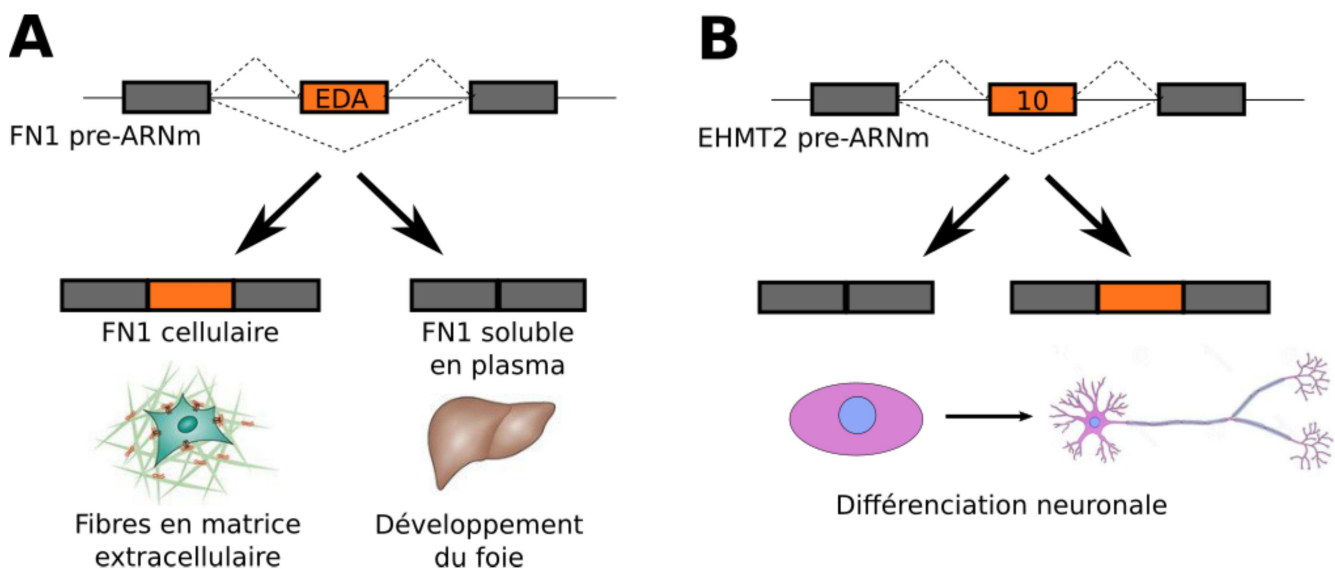 A
EDA
FN1 pre-ARNm
FN1 cellulaire
FN1 soluble
en plasma
Fibres en matrice
extracellulaire
Développement
du foie
B
10
EHMT2 pre-ARNm
Différenciation neuronale